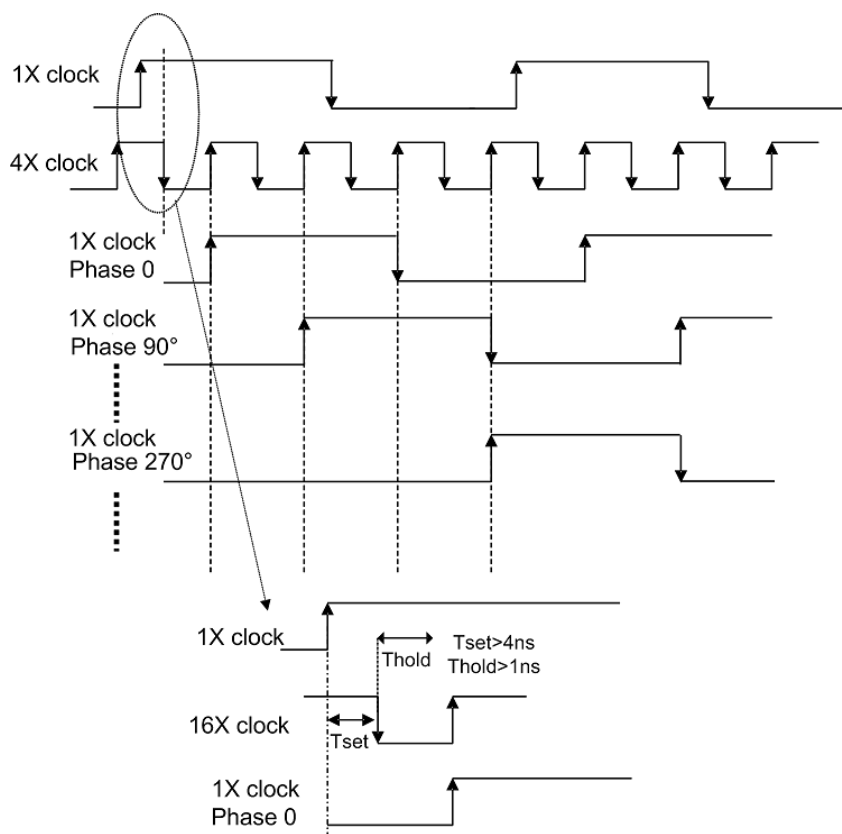 1X clock
4X clock
1X clock
Phase 0
1X clock
Phase 90°
1X clock
Phase 270°
1X clock
Thold
Tset>4ns
Thold>1ns
16X clock
Tset
1X clock
Phase 0